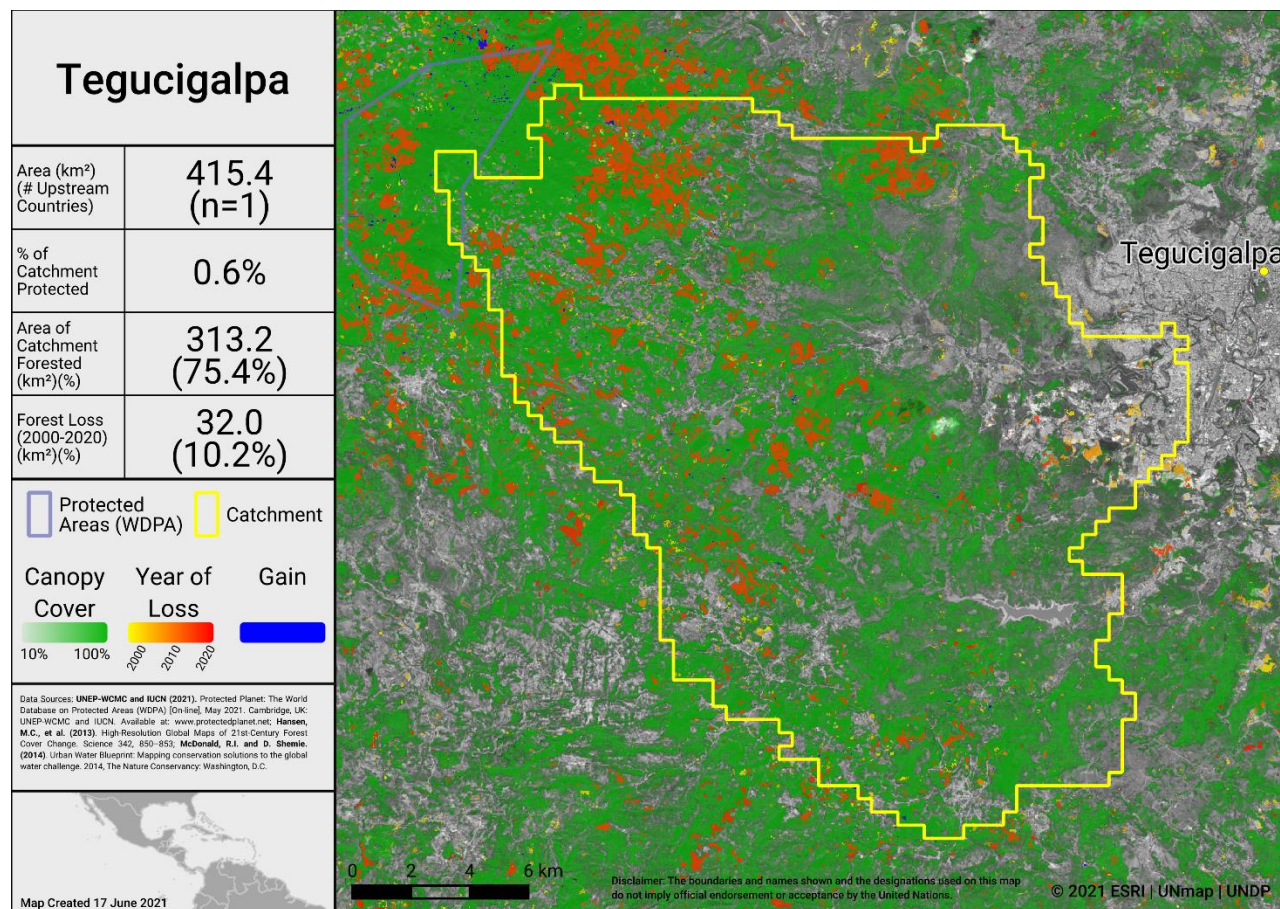 Tegucigalpa
Area (km²)
(# Upstream
Countries)
415.4
(n=1)
% of
Catchment
Protected
0.6%
Area of
Catchment
Forested
(km²)(%)
313.2
(75.4%)
Forest Loss
(2000-2020)
(km²)(%)
32.0
(10.2%)
Protected
Areas (WDPA)
Catchment
Canopy
Cover
10% 100%
Year of
Loss
2000 2010 2020
Gain
Data Sources: UNEP-WCMC and IUCN (2021). Protected Planet: The World
Database on Protected Areas (WDPA) [On-line], May 2021. Cambridge, UK:
UNEP-WCMC and IUCN. Available at: www.protectedplanet.net; Hansen,
M.C., et al. (2013). High-Resolution Global Maps of 21st-Century Forest
Cover Change. Science 342, 850–853; McDonald, R.I. and D. Shemie.
(2014). Urban Water Blueprint: Mapping conservation solutions to the global
water challenge. 2014, The Nature Conservancy: Washington, D.C.
Map Created 17 June 2021
Tegucigalpa
0 2 4 6 km
Disclaimer: The boundaries and names shown and the designations used on this map
do not imply official endorsement or acceptance by the United Nations.
© 2021 ESRI | UNmap | UNDP